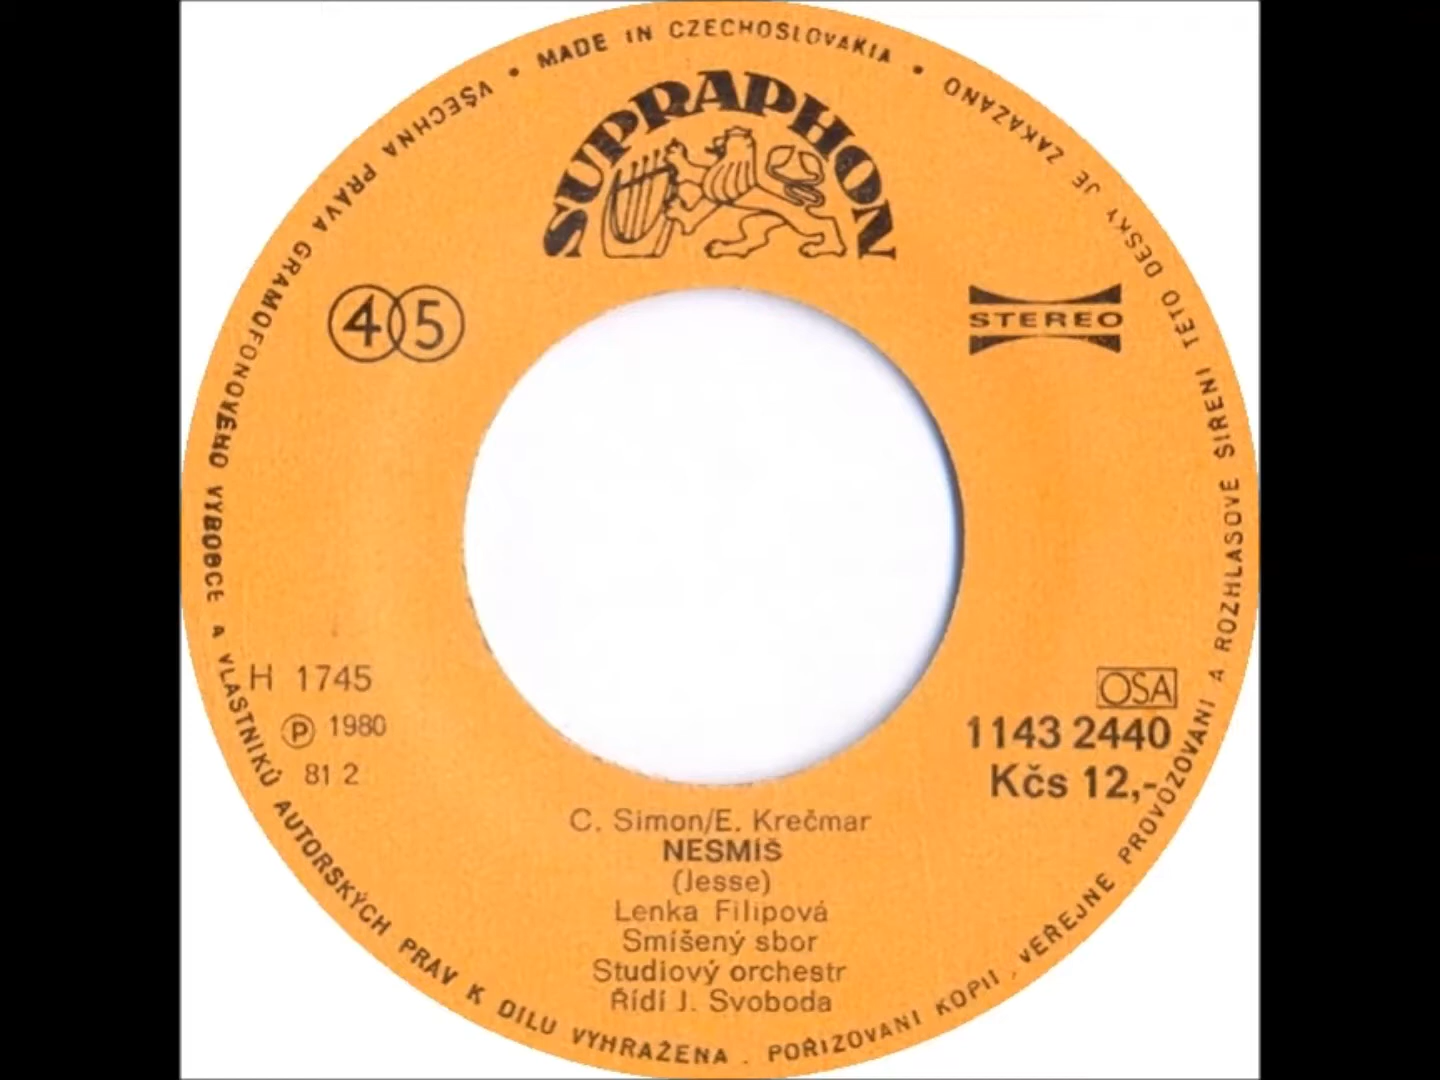 MADE IN CZECHOSLOVAKIA •
VŠECHNA PRÁVA GRAMOFONOVÉHO VÝROBCE A VLASTNÍKŮ AUTORSKÝCH PRÁV K DÍLU VYHRAŽENA . POŘIZOVÁNÍ KOPIÍ , VEŘEJNÉ PROVOZOVÁNÍ A ROZHLASOVÉ ŠÍŘENÍ TÉTO DESKY JE ZAKÁZÁNO •
SUPRAPHON
45
STEREO
H 1745
Ⓟ 1980
81 2
OSA
1143 2440
Kčs 12,-
C. Simon/E. Krečmar
NESMÍŠ
(Jesse)
Lenka Filipová
Smíšený sbor
Studiový orchestr
Řídí J. Svoboda